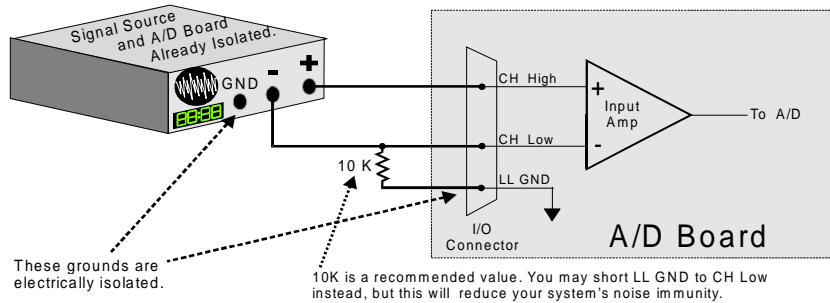 Signal Source
and A/D Board
Already Isolated.
GND
-
+
88:88
CH High
CH Low
10 K
LL GND
+
-
Input
Amp
To A/D
I/O
Connector
A/D Board
These grounds are
electrically isolated.
10K is a recommended value. You may short LL GND to CH Low
instead, but this will reduce your system's noise immunity.